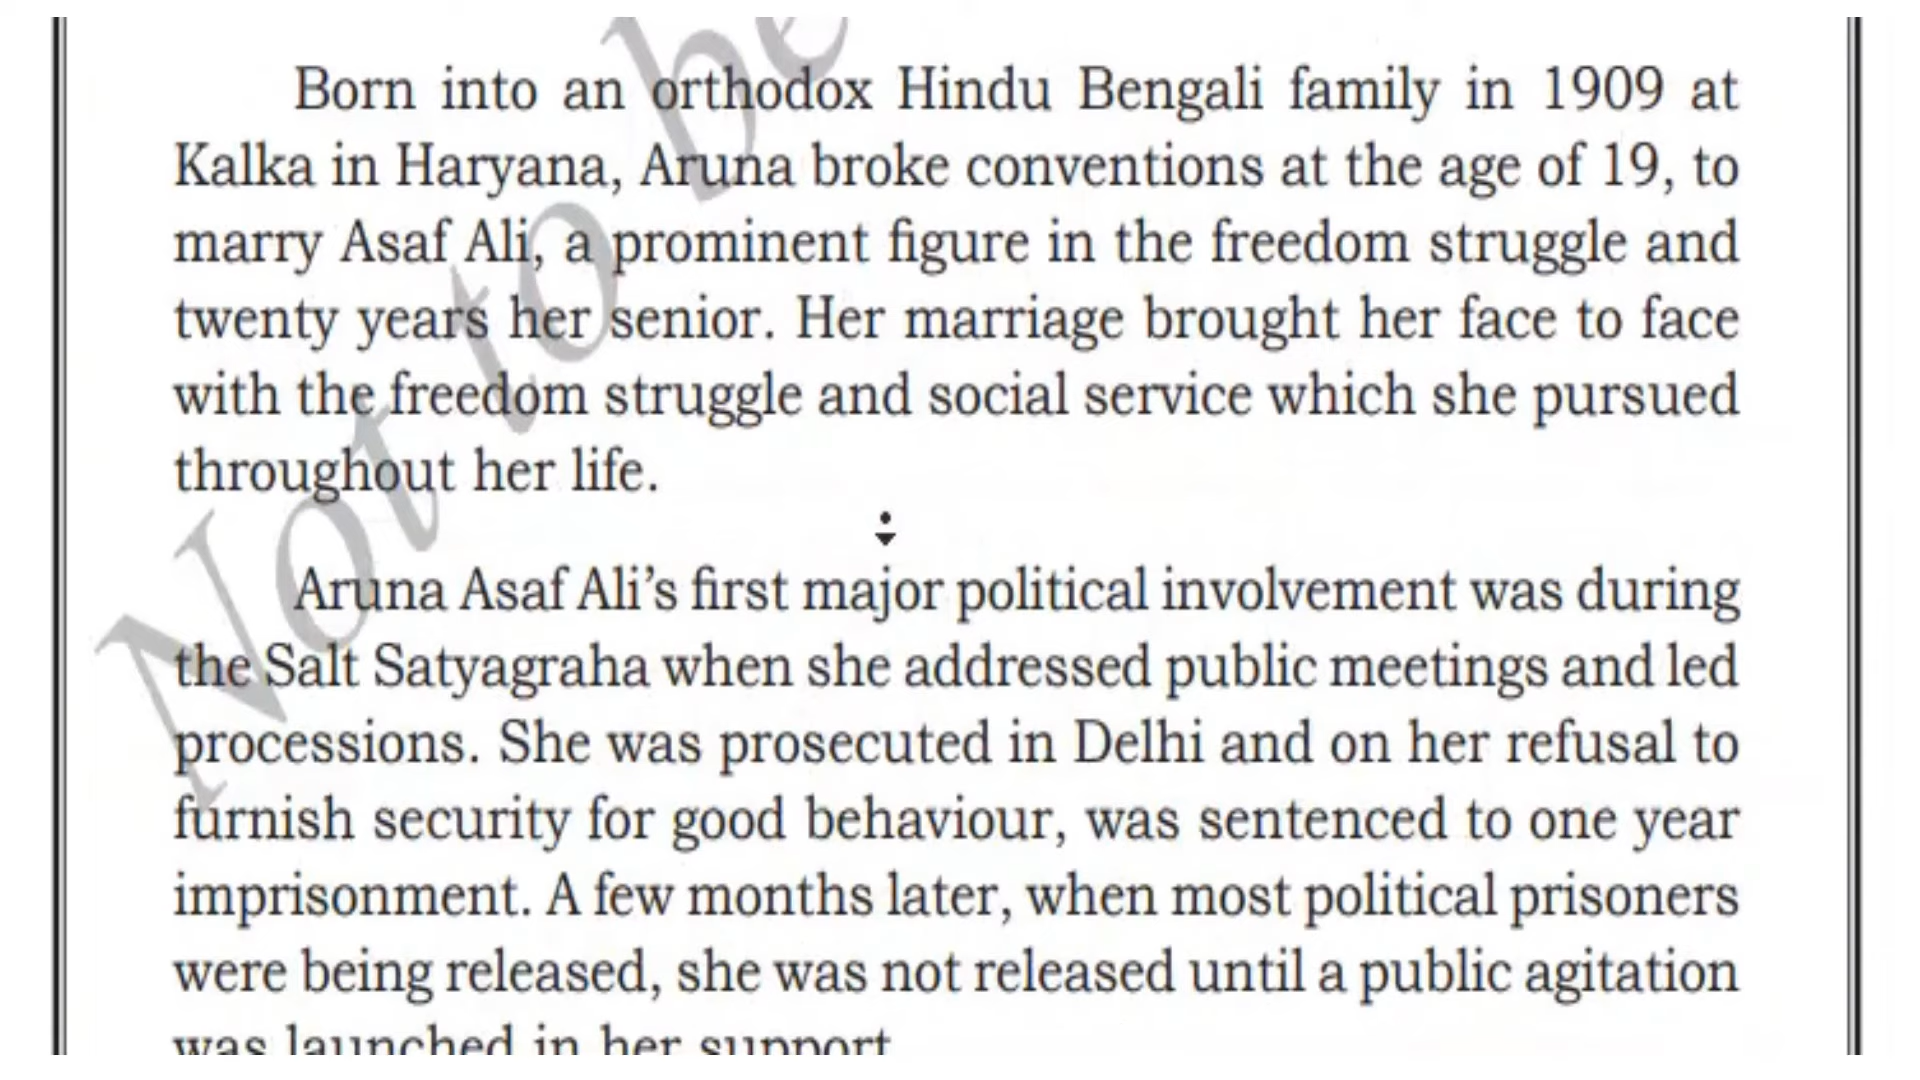 Born into an orthodox Hindu Bengali family in 1909 at
Kalka in Haryana, Aruna broke conventions at the age of 19, to
marry Asaf Ali, a prominent figure in the freedom struggle and
twenty years her senior. Her marriage brought her face to face
with the freedom struggle and social service which she pursued
throughout her life.
Aruna Asaf Ali’s first major political involvement was during
the Salt Satyagraha when she addressed public meetings and led
processions. She was prosecuted in Delhi and on her refusal to
furnish security for good behaviour, was sentenced to one year
imprisonment. A few months later, when most political prisoners
were being released, she was not released until a public agitation
was launched in her support
Not to be